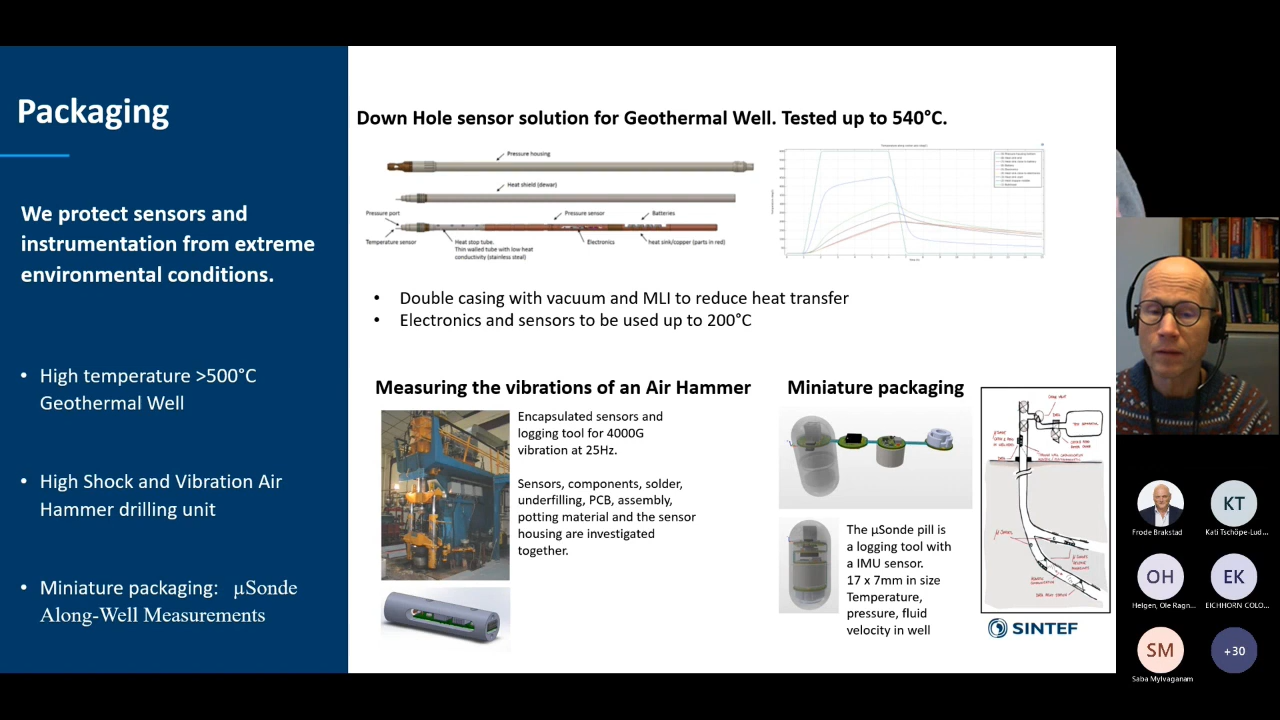 Packaging
We protect sensors and
instrumentation from extreme
environmental conditions.
• High temperature >500°C
Geothermal Well
• High Shock and Vibration Air
Hammer drilling unit
• Miniature packaging: µSonde
Along-Well Measurements
Down Hole sensor solution for Geothermal Well. Tested up to 540°C.
Pressure housing
Heat shield (dewar)
Pressure port
Pressure sensor
Batteries
Temperature sensor
Heat stop tube.
Thin walled tube with low heat
conductivity (stainless steel)
Electronics
heat sink/copper (parts in red)
• Double casing with vacuum and MLI to reduce heat transfer
• Electronics and sensors to be used up to 200°C
Measuring the vibrations of an Air Hammer
Encapsulated sensors and
logging tool for 4000G
vibration at 25Hz.
Sensors, components, solder,
underfilling, PCB, assembly,
potting material and the sensor
housing are investigated
together.
Miniature packaging
The µSonde pill is
a logging tool with
a IMU sensor.
17 x 7mm in size
Temperature,
pressure, fluid
velocity in well
SINTEF
Frode Brakstad
KT
Kati Tschöpe-Lud...
OH
Helgen, Ole Ragn...
EK
EICHHORN COLO...
SM
Saba Mylvaganam
+30